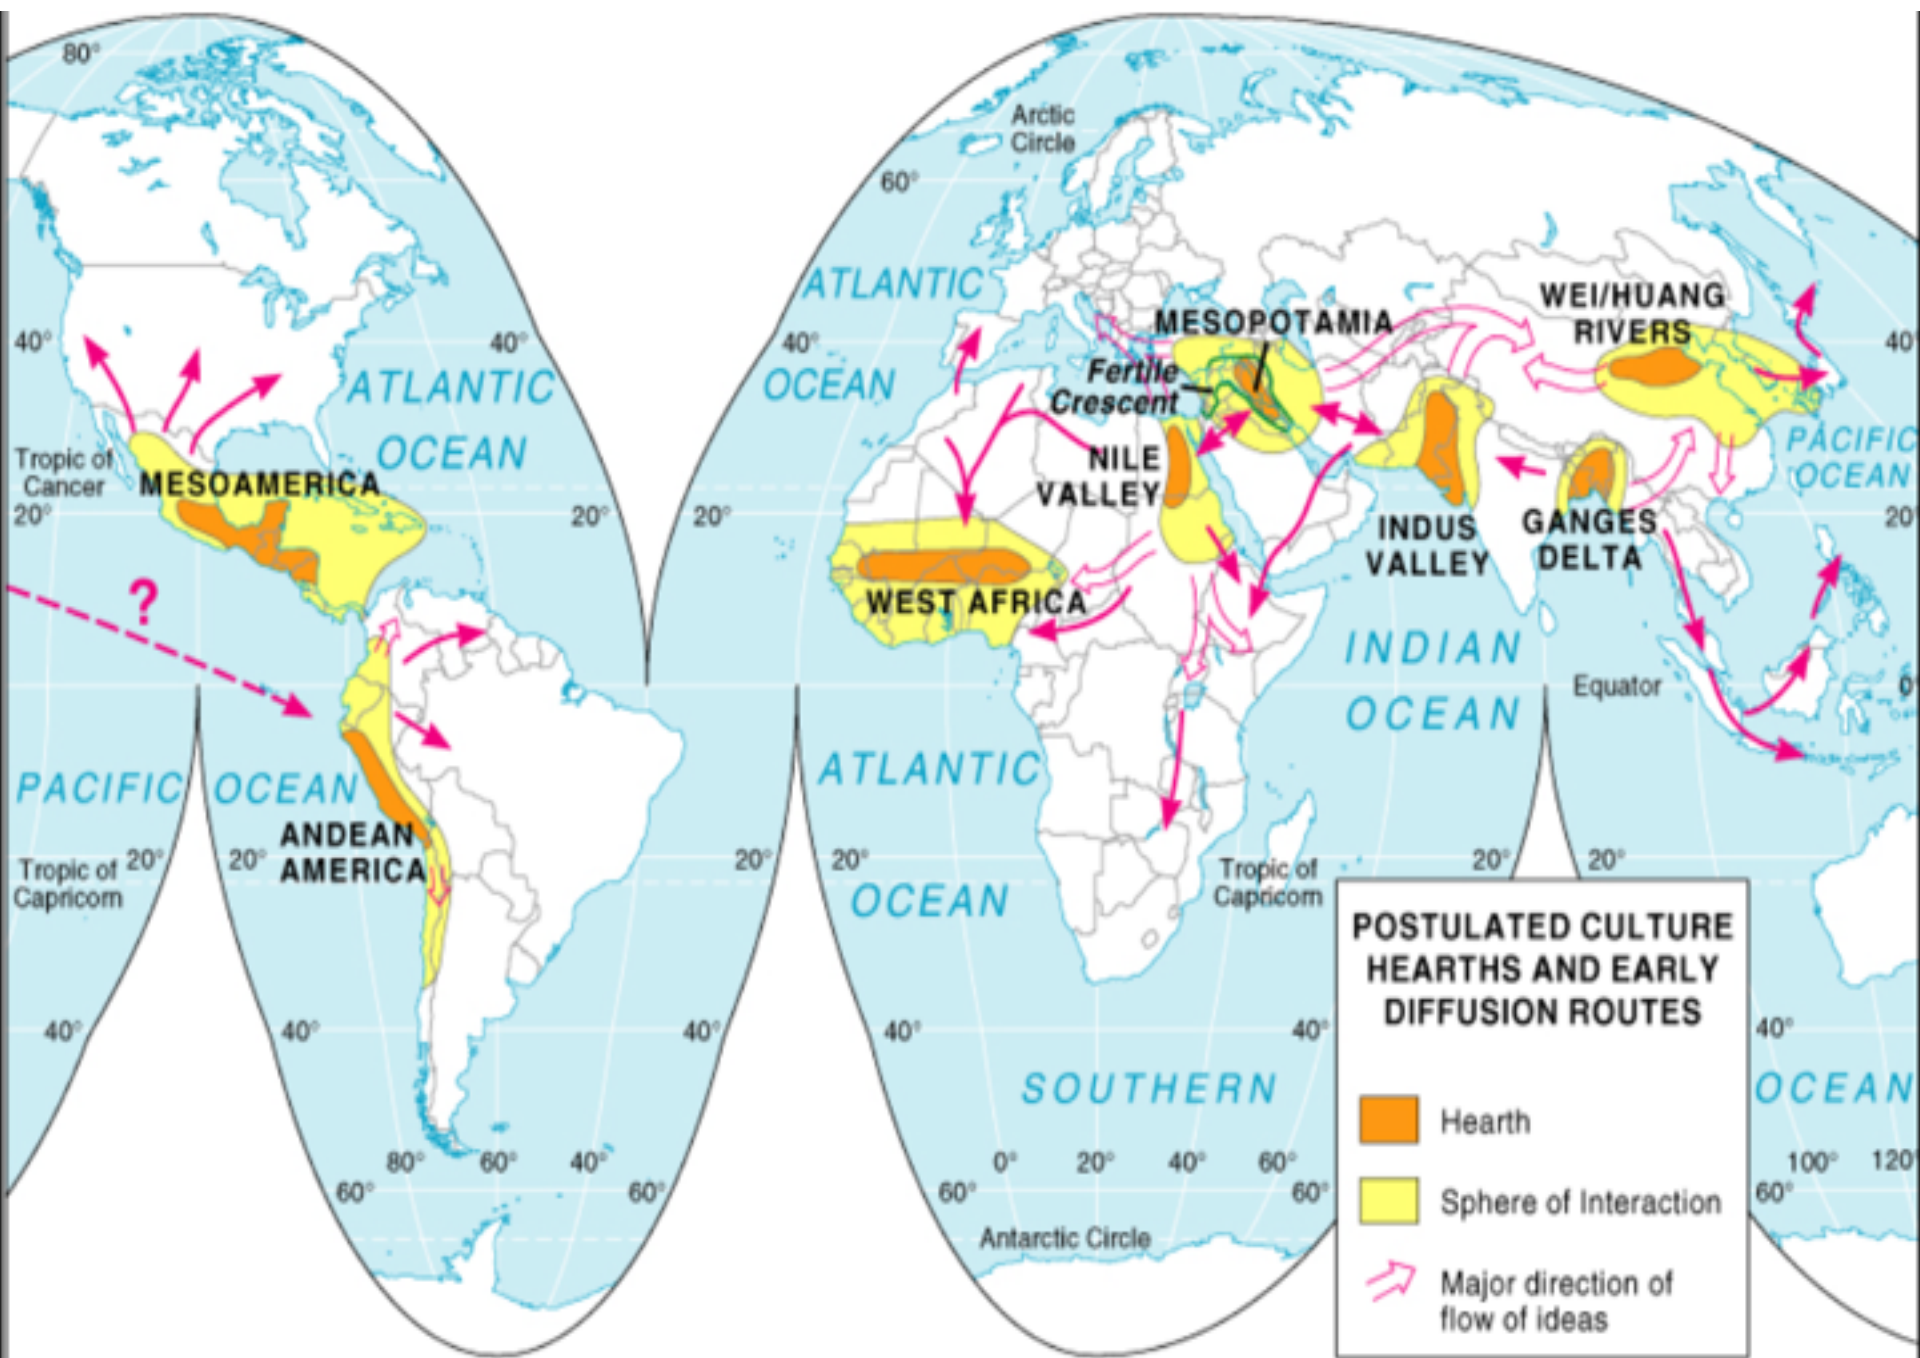 80°
Arctic
Circle
60°
ATLANTIC
OCEAN
WEI/HUANG
RIVERS
MESOPOTAMIA
40°
40°
40°
40°
Fertile
Crescent
ATLANTIC
OCEAN
PACIFIC
OCEAN
Tropic of
Cancer
MESOAMERICA
NILE
VALLEY
20°
20°
20°
20°
INDUS
VALLEY
GANGES
DELTA
?
WEST AFRICA
INDIAN
OCEAN
Equator
0°
PACIFIC
OCEAN
ATLANTIC
OCEAN
ANDEAN
AMERICA
Tropic of
Capricorn
20°
20°
20°
20°
Tropic of
Capricorn
20°
20°
40°
40°
40°
40°
40°
40°
SOUTHERN
OCEAN
80°
60°
40°
0°
20°
40°
60°
100°
120°
60°
60°
60°
60°
60°
Antarctic Circle
POSTULATED CULTURE
HEARTHS AND EARLY
DIFFUSION ROUTES
Hearth
Sphere of Interaction
Major direction of
flow of ideas